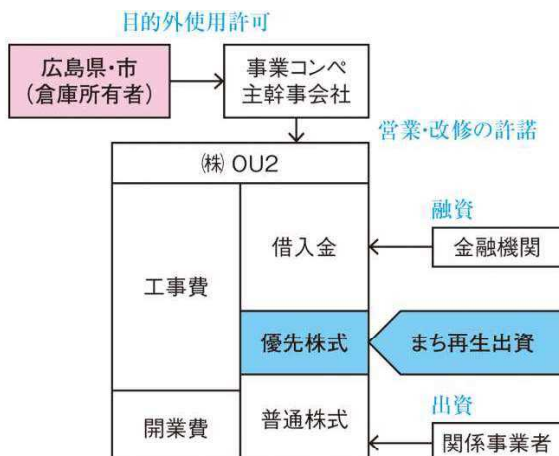 目的外使用許可
広島県・市
(倉庫所有者)
事業コンペ
主幹事会社
営業・改修の許諾
㈱ OU2
工事費
借入金
融資
金融機関
優先株式
まち再生出資
開業費
普通株式
出資
関係事業者